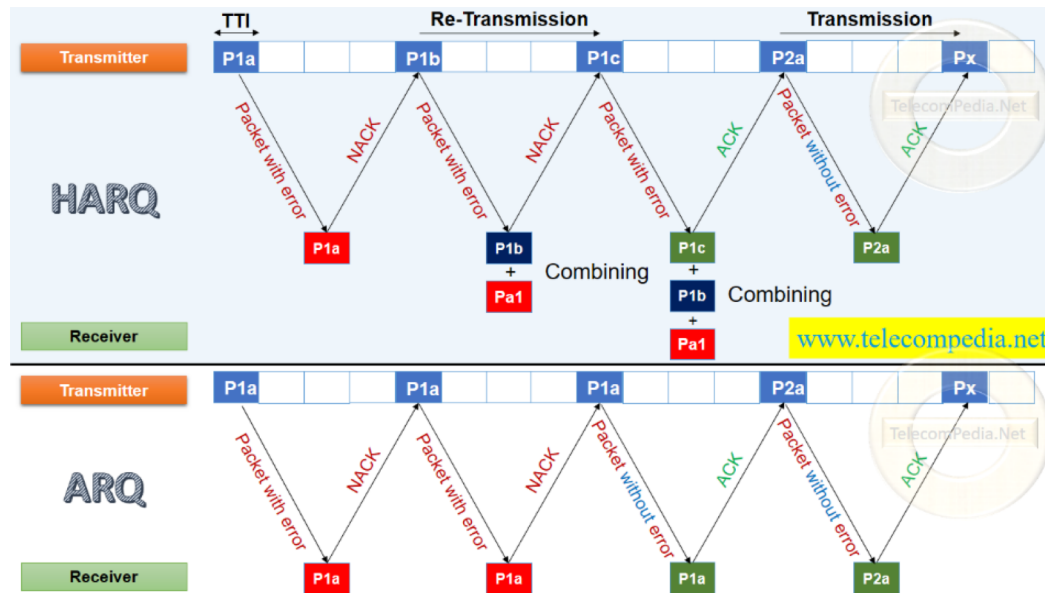 TTI
Re-Transmission
Transmission
Transmitter
P1a
P1b
P1c
P2a
Px
TelecomPedia.Net
Packet with error
NACK
Packet with error
NACK
Packet with error
ACK
Packet without error
ACK
HARQ
P1a
P1b
+
Pa1
Combining
P1c
+
P1b
+
Pa1
Combining
P2a
Receiver
www.telecompedia.net
Transmitter
P1a
P1a
P1a
P2a
Px
TelecomPedia.Net
Packet with error
NACK
Packet with error
NACK
Packet without error
ACK
Packet without error
ACK
ARQ
Receiver
P1a
P1a
P1a
P2a